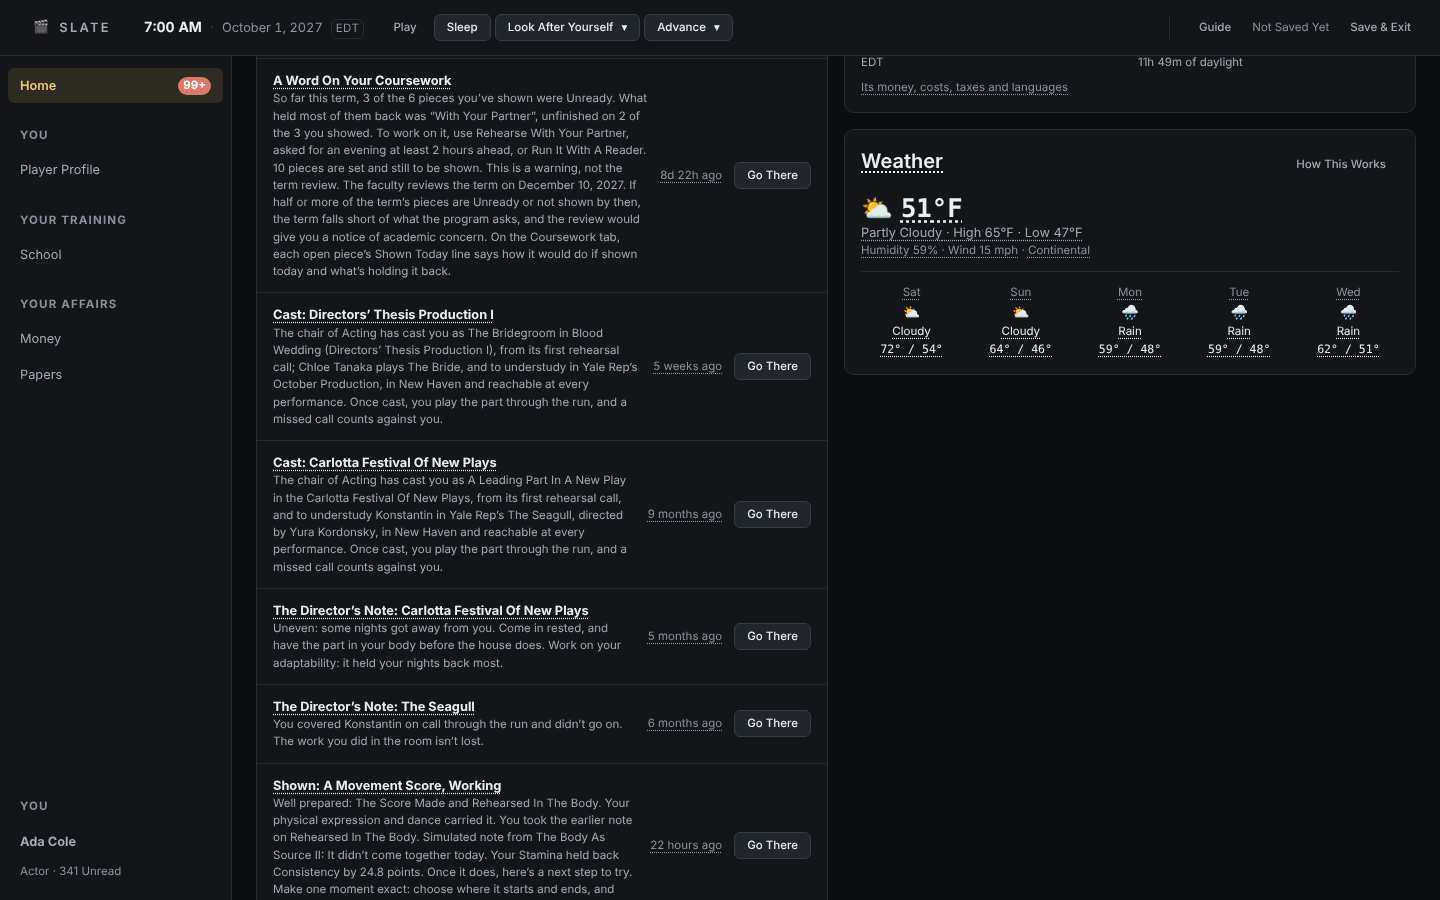 SLATE
7:00 AM · October 1, 2027 EDT
Play
Sleep
Look After Yourself ▾
Advance ▾
Guide
Not Saved Yet
Save & Exit
Home
99+
YOU
Player Profile
YOUR TRAINING
School
YOUR AFFAIRS
Money
Papers
YOU
Ada Cole
Actor · 341 Unread
A Word On Your Coursework
So far this term, 3 of the 6 pieces you've shown were Unready. What
held most of them back was “With Your Partner”, unfinished on 2 of
the 3 you showed. To work on it, use Rehearse With Your Partner,
asked for an evening at least 2 hours ahead, or Run It With A Reader.
10 pieces are set and still to be shown. This is a warning, not the
term review. The faculty reviews the term on December 10, 2027. If
half or more of the term's pieces are Unready or not shown by then,
the term falls short of what the program asks, and the review would
give you a notice of academic concern. On the Coursework tab,
each open piece's Shown Today line says how it would do if shown
today and what's holding it back.
8d 22h ago
Go There
Cast: Directors’ Thesis Production I
The chair of Acting has cast you as The Bridegroom in Blood
Wedding (Directors’ Thesis Production I), from its first rehearsal
call; Chloe Tanaka plays The Bride, and to understudy in Yale Rep’s
October Production, in New Haven and reachable at every
performance. Once cast, you play the part through the run, and a
missed call counts against you.
5 weeks ago
Go There
Cast: Carlotta Festival Of New Plays
The chair of Acting has cast you as A Leading Part In A New Play
in the Carlotta Festival Of New Plays, from its first rehearsal call,
and to understudy Konstantin in Yale Rep’s The Seagull, directed
by Yura Kordonsky, in New Haven and reachable at every
performance. Once cast, you play the part through the run, and a
missed call counts against you.
9 months ago
Go There
The Director’s Note: Carlotta Festival Of New Plays
Uneven: some nights got away from you. Come in rested, and
have the part in your body before the house does. Work on your
adaptability: it held your nights back most.
5 months ago
Go There
The Director’s Note: The Seagull
You covered Konstantin on call through the run and didn’t go on.
The work you did in the room isn’t lost.
6 months ago
Go There
Shown: A Movement Score, Working
Well prepared: The Score Made and Rehearsed In The Body. Your
physical expression and dance carried it. You took the earlier note
on Rehearsed In The Body. Simulated note from The Body As
Source II: It didn’t come together today. Your Stamina held back
Consistency by 24.8 points. Once it does, here’s a next step to try.
Make one moment exact: choose where it starts and ends, and
22 hours ago
Go There
EDT
11h 49m of daylight
Its money, costs, taxes and languages
Weather
How This Works
51°F
Partly Cloudy · High 65°F · Low 47°F
Humidity 59% · Wind 15 mph · Continental
Sat
Cloudy
72° / 54°
Sun
Cloudy
64° / 46°
Mon
Rain
59° / 48°
Tue
Rain
59° / 48°
Wed
Rain
62° / 51°